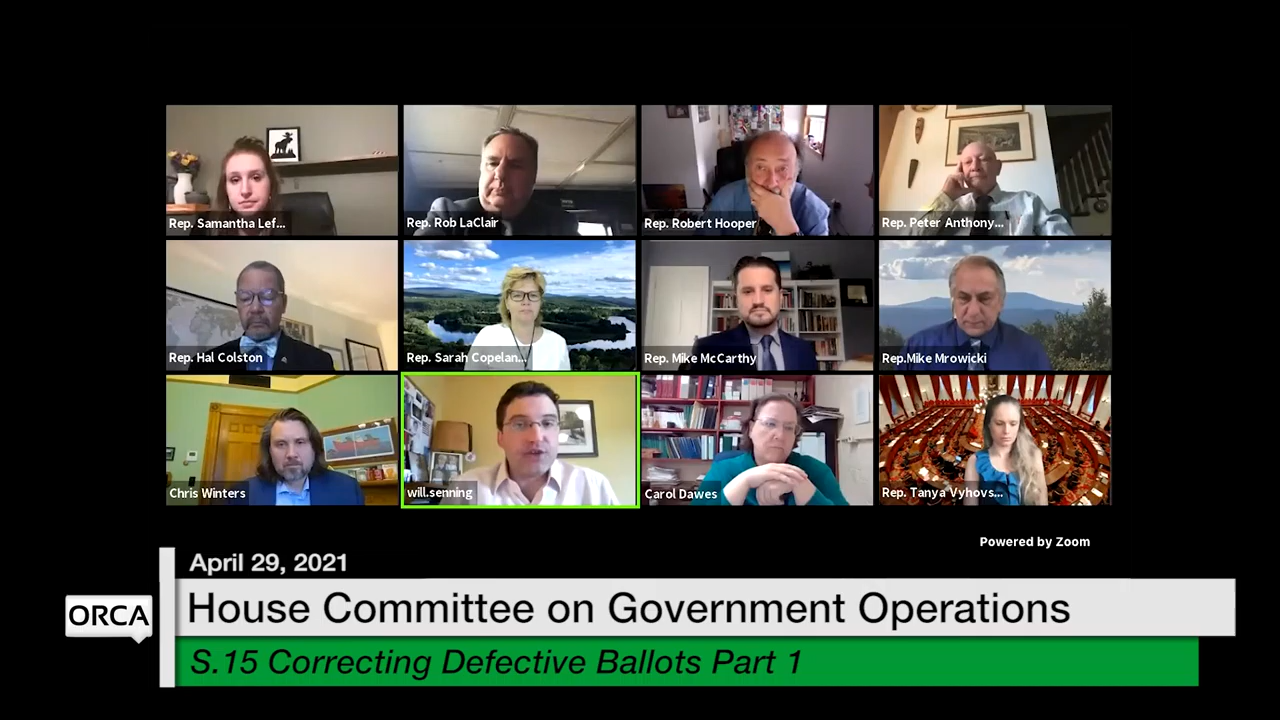 Rep. Samantha Lef...
Rep. Rob LaClair
Rep. Robert Hooper
Rep. Peter Anthony...
Rep. Hal Colston
Rep. Sarah Copelan...
Rep. Mike McCarthy
Rep.Mike Mrowicki
Chris Winters
will.senning
Carol Dawes
Rep. Tanya Vyhovs...
Powered by Zoom
April 29, 2021
ORCA
House Committee on Government Operations
S.15 Correcting Defective Ballots Part 1